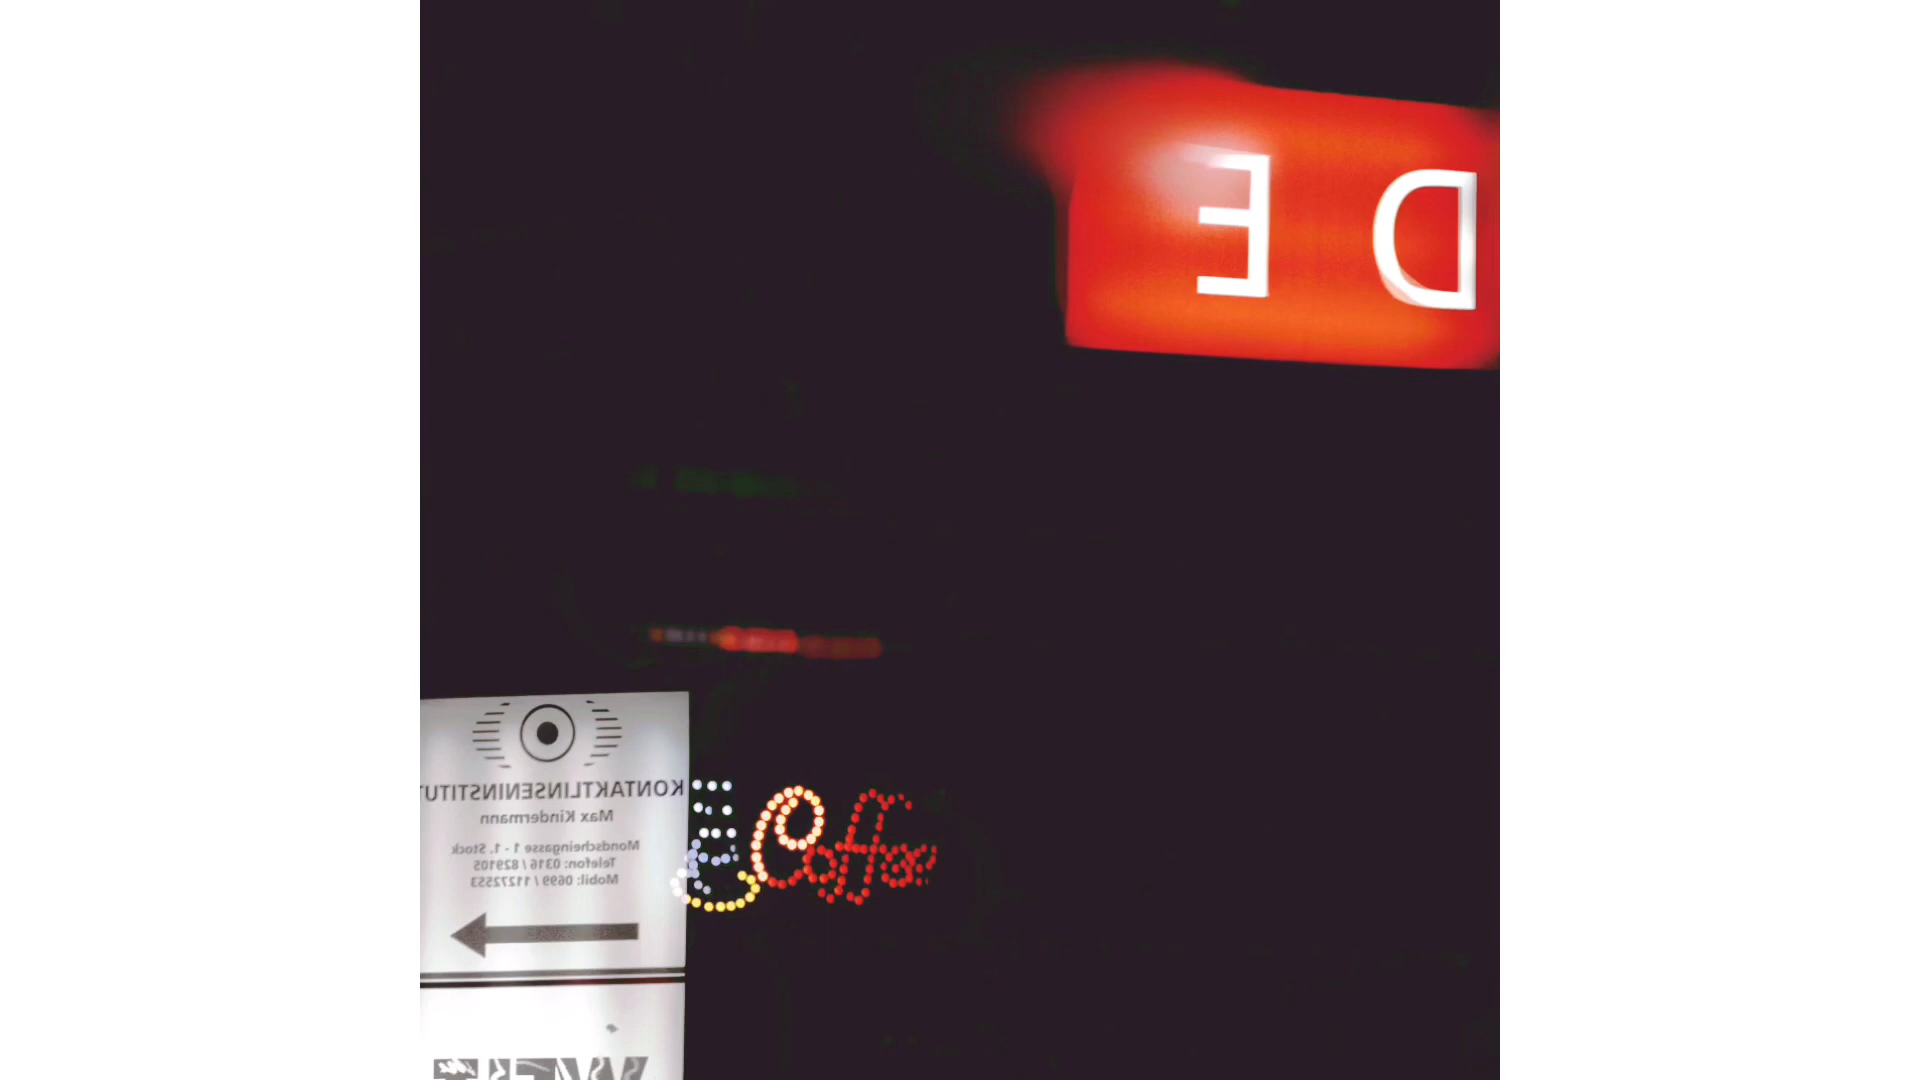 DE
KONTAKTLINSENINSTITUT
Max Kindermann
Mondscheingasse 1 - 1. Stock
Telefon: 0316 / 829105
Mobil: 0699 / 11272553
Coffee